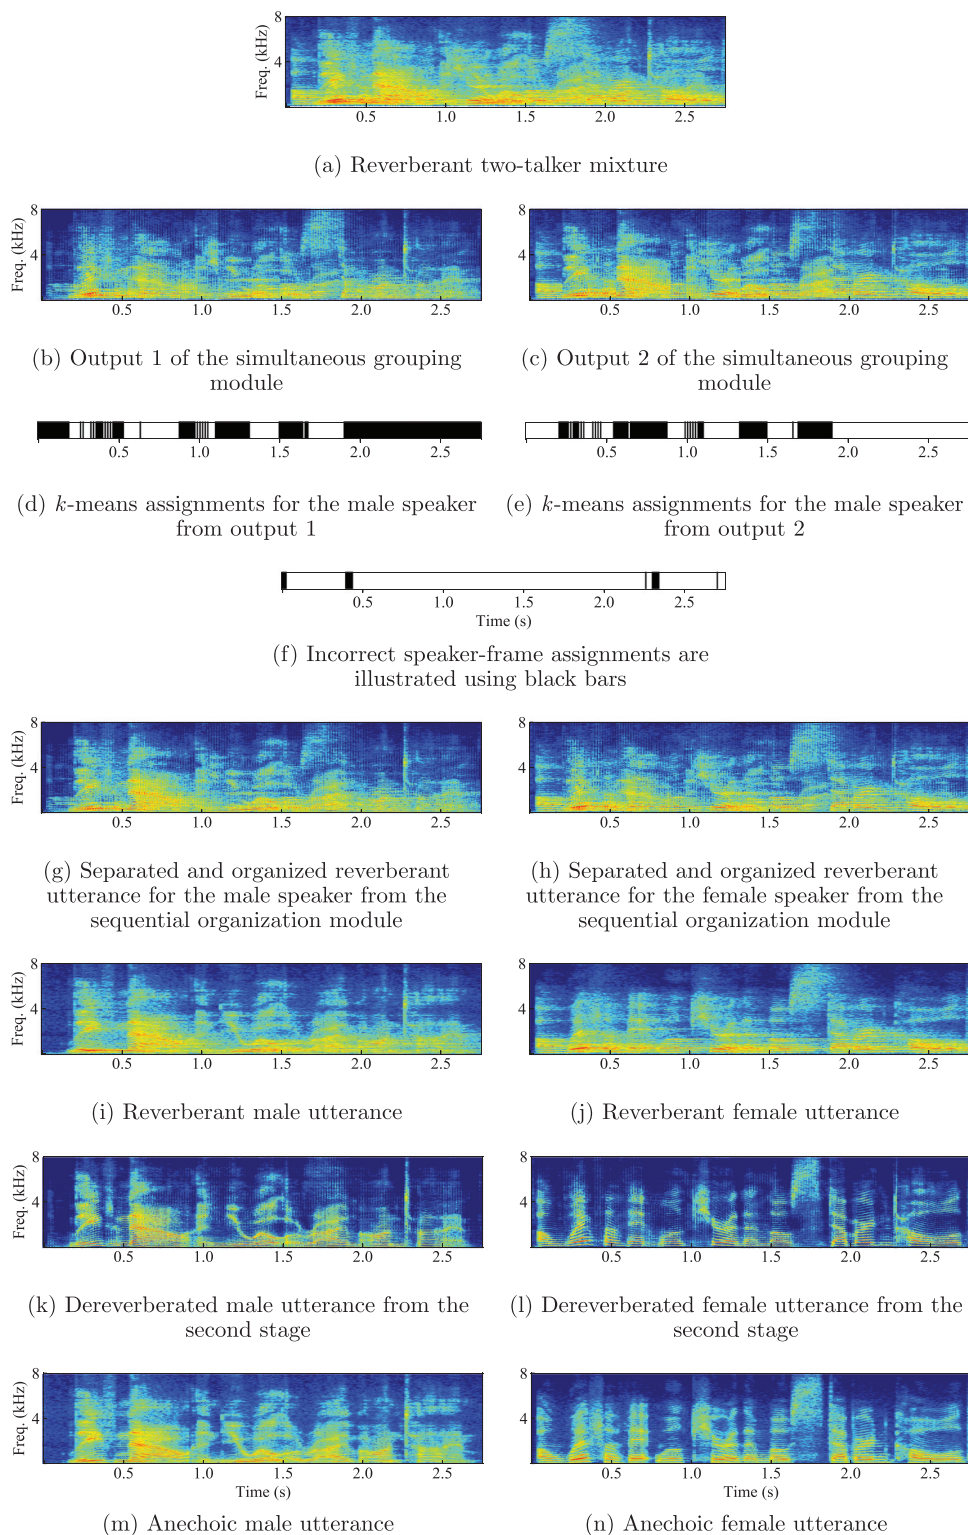 8
4
Freq. (kHz)
0.5 1.0 1.5 2.0 2.5
(a) Reverberant two-talker mixture
8
4
Freq. (kHz)
0.5 1.0 1.5 2.0 2.5
(b) Output 1 of the simultaneous grouping
module
8
4
0.5 1.0 1.5 2.0 2.5
(c) Output 2 of the simultaneous grouping
module
0.5 1.0 1.5 2.0 2.5
(d) k-means assignments for the male speaker
from output 1
0.5 1.0 1.5 2.0 2.5
(e) k-means assignments for the male speaker
from output 2
0.5 1.0 1.5 2.0 2.5
Time (s)
(f) Incorrect speaker-frame assignments are
illustrated using black bars
8
4
Freq. (kHz)
0.5 1.0 1.5 2.0 2.5
(g) Separated and organized reverberant
utterance for the male speaker from the
sequential organization module
8
4
0.5 1.0 1.5 2.0 2.5
(h) Separated and organized reverberant
utterance for the female speaker from the
sequential organization module
8
4
Freq. (kHz)
0.5 1.0 1.5 2.0 2.5
(i) Reverberant male utterance
8
4
0.5 1.0 1.5 2.0 2.5
(j) Reverberant female utterance
8
4
Freq. (kHz)
0.5 1.0 1.5 2.0 2.5
(k) Dereverberated male utterance from the
second stage
8
4
0.5 1.0 1.5 2.0 2.5
(l) Dereverberated female utterance from the
second stage
8
4
Freq. (kHz)
0.5 1.0 1.5 2.0 2.5
Time (s)
(m) Anechoic male utterance
8
4
0.5 1.0 1.5 2.0 2.5
Time (s)
(n) Anechoic female utterance